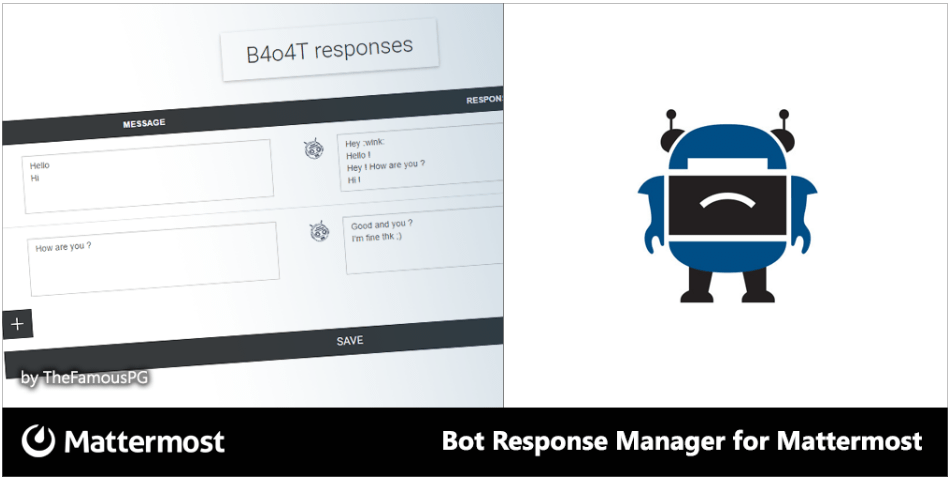 B4o4T responses
MESSAGE
RESPON
Hello
Hi
Hey :wink:
Hello !
Hey ! How are you ?
Hi !
How are you ?
Good and you ?
I'm fine thk ;)
+
SAVE
by TheFamousPG
Mattermost
Bot Response Manager for Mattermost